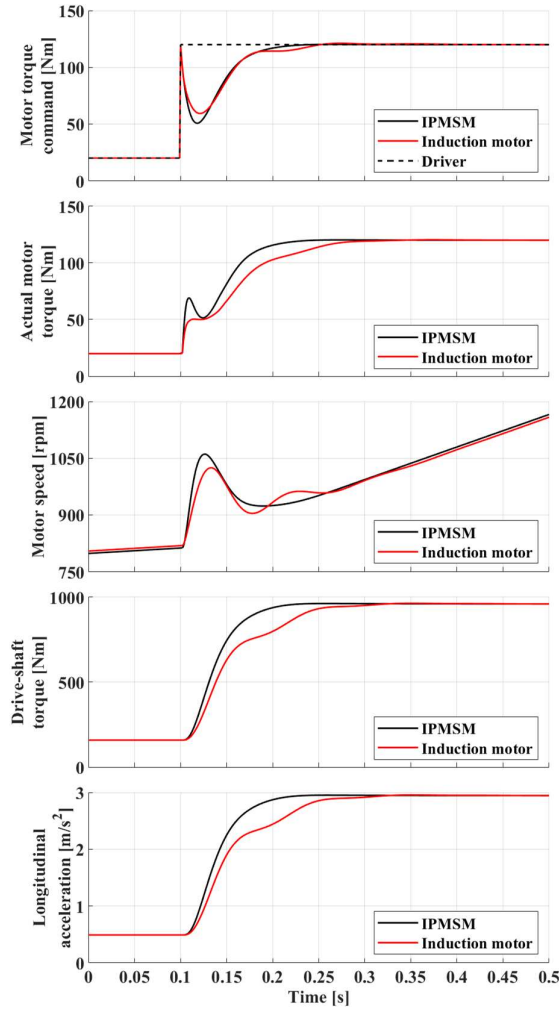 150
100
50
0
Motor torque
command [Nm]
IPMSM
Induction motor
Driver
150
100
50
0
Actual motor
torque [Nm]
IPMSM
Induction motor
1200
1050
900
750
Motor speed [rpm]
IPMSM
Induction motor
1000
500
0
Drive-shaft
torque [Nm]
IPMSM
Induction motor
3
2
1
0
Longitudinal
acceleration [m/s²]
IPMSM
Induction motor
0 0.05 0.1 0.15 0.2 0.25 0.3 0.35 0.4 0.45 0.5
Time [s]